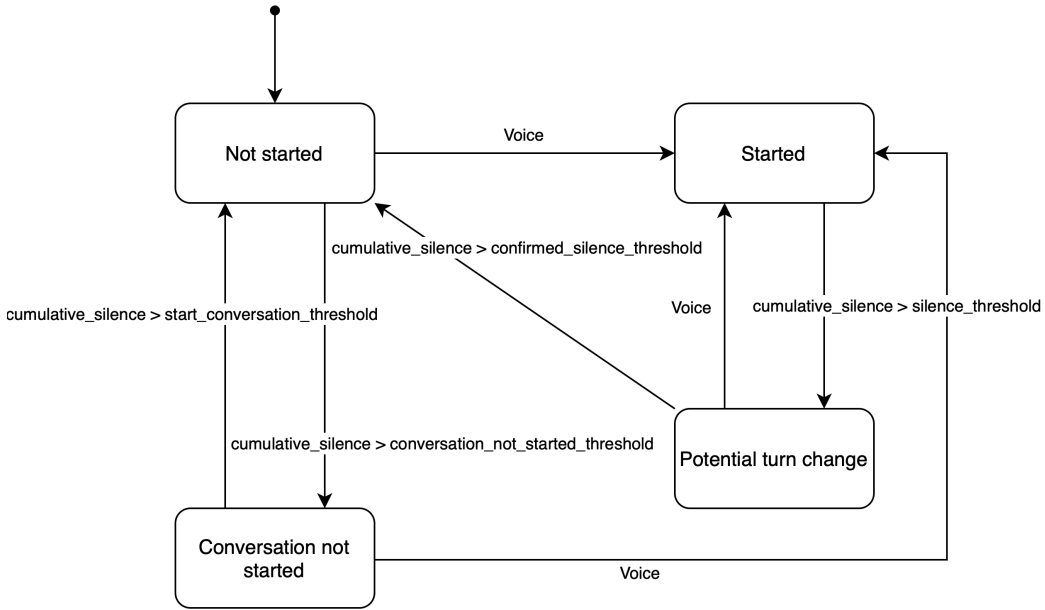 Not started
Voice
Started
cumulative_silence > confirmed_silence_threshold
Voice
cumulative_silence > silence_threshold
cumulative_silence > start_conversation_threshold
cumulative_silence > conversation_not_started_threshold
Potential turn change
Conversation not
started
Voice